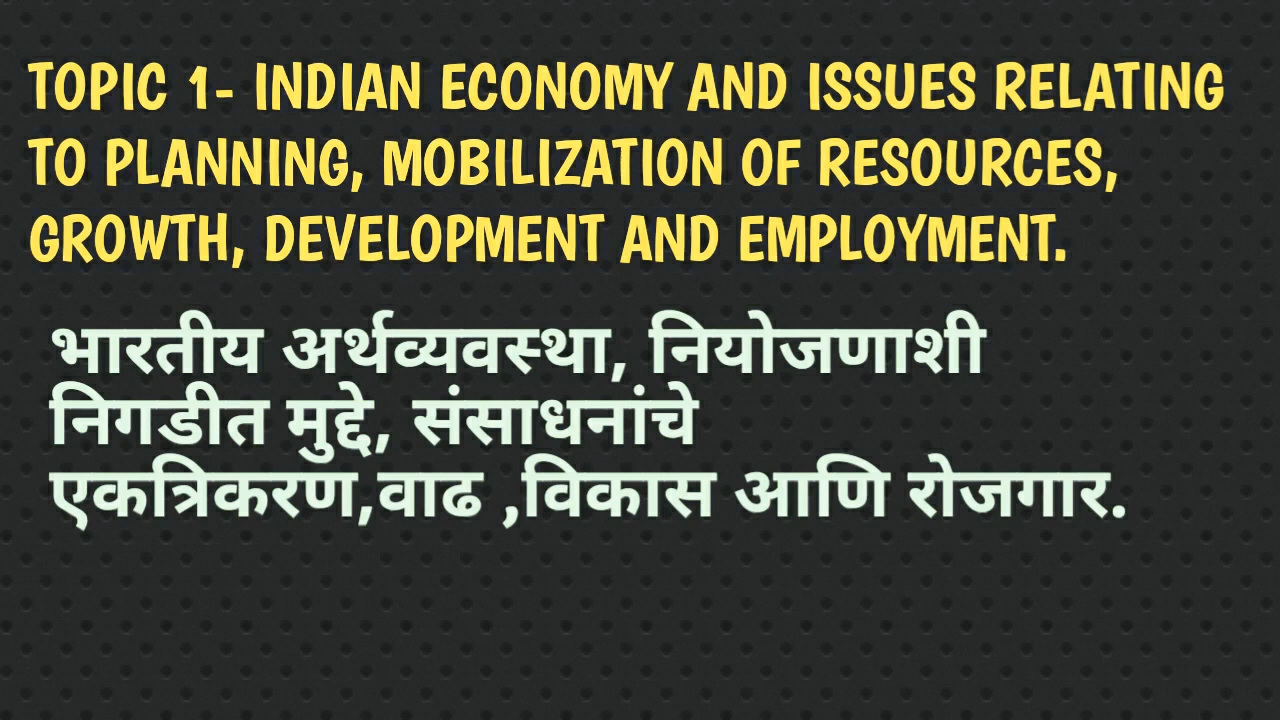 TOPIC 1- INDIAN ECONOMY AND ISSUES RELATING
TO PLANNING, MOBILIZATION OF RESOURCES,
GROWTH, DEVELOPMENT AND EMPLOYMENT.
भारतीय अर्थव्यवस्था, नियोजणाशी
निगडीत मुद्दे, संसाधनांचे
एकत्रिकरण,वाढ ,विकास आणि रोजगार.